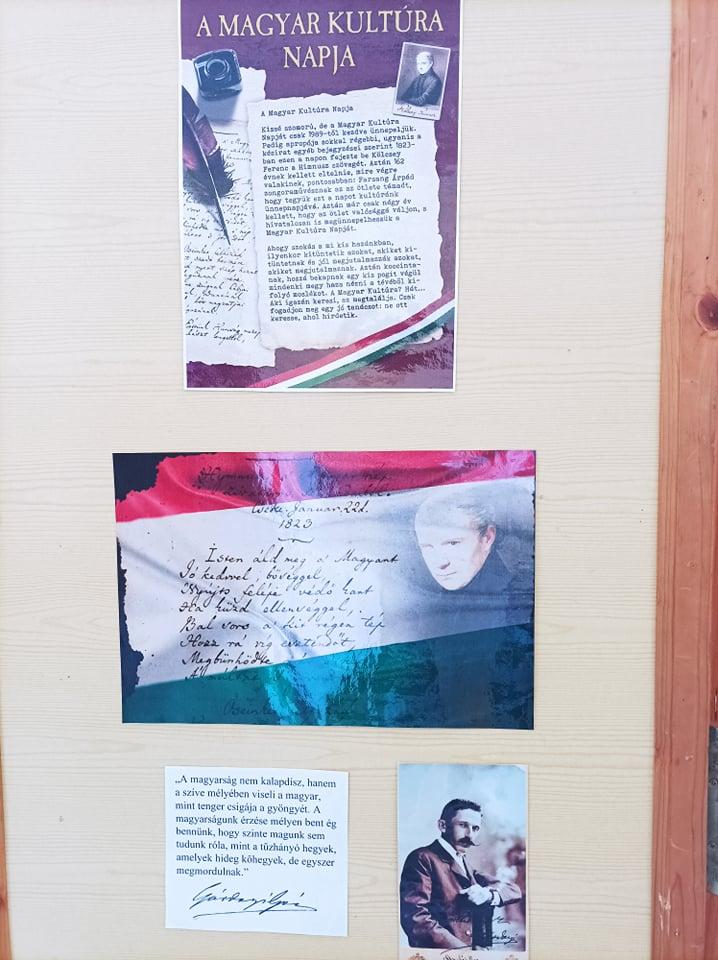 A MAGYAR KULTÚRA
NAPJA
A Magyar Kultúra Napja
Kissé szomorú, de a Magyar Kultúra
Napját csak 1989-től kezdve ünnepeljük.
Pedig apropója sokkal régebbi, ugyanis a
kézirat egyéb bejegyzései szerint 1823-
ban ezen a napon fejezte be Kölcsey
Ferenc a Himnusz szövegét. Aztán 162
évnek kellett eltelnie, mire végre
valakinek, pontosabban: Fasang Árpád
zongoraművésznek az az ötlete támadt,
hogy tegyük ezt a napot kultúránk
ünnepnapjává. Aztán már csak négy év
kellett, hogy az ötlet valósággá váljon, s
hivatalosan is megünnepelhessük a
Magyar Kultúra Napját.
Ahogy szokás a mi kis hazánkban,
ilyenkor kitüntetik azokat, akiket ki-
tüntetnek és jól megjutalmazzák azokat,
akiket megjutalmaznak. Aztán koccinta-
nak, hozzá bekapnak egy kis pogit végül
mindenki megy haza nézni a tévéből ki-
folyó moslékot. A Magyar Kultúra? Hát...
Aki igazán keresi, az megtalálja. Csak
fogadjon meg egy jó tanácsot: ne ott
keresse, ahol hirdetik.
Cseke. Januar. 22d.
1823
Isten áld meg a' Magyart
Jó kedvvel, bőséggel,
Nyújts feléje védő kart
Ha küzd ellenséggel,
Bal sors a' kit régen tép
Hozz rá víg esztendőt,
Megbűnhődte
„A magyarság nem kalapdísz, hanem
a szíve mélyében viseli a magyar,
mint tenger csigája a gyöngyét. A
magyarságunk érzése mélyen bent ég
bennünk, hogy szinte magunk sem
tudunk róla, mint a tűzhányó hegyek,
amelyek hideg kőhegyek, de egyszer
megmordulnak.”
Gárdonyi Géza